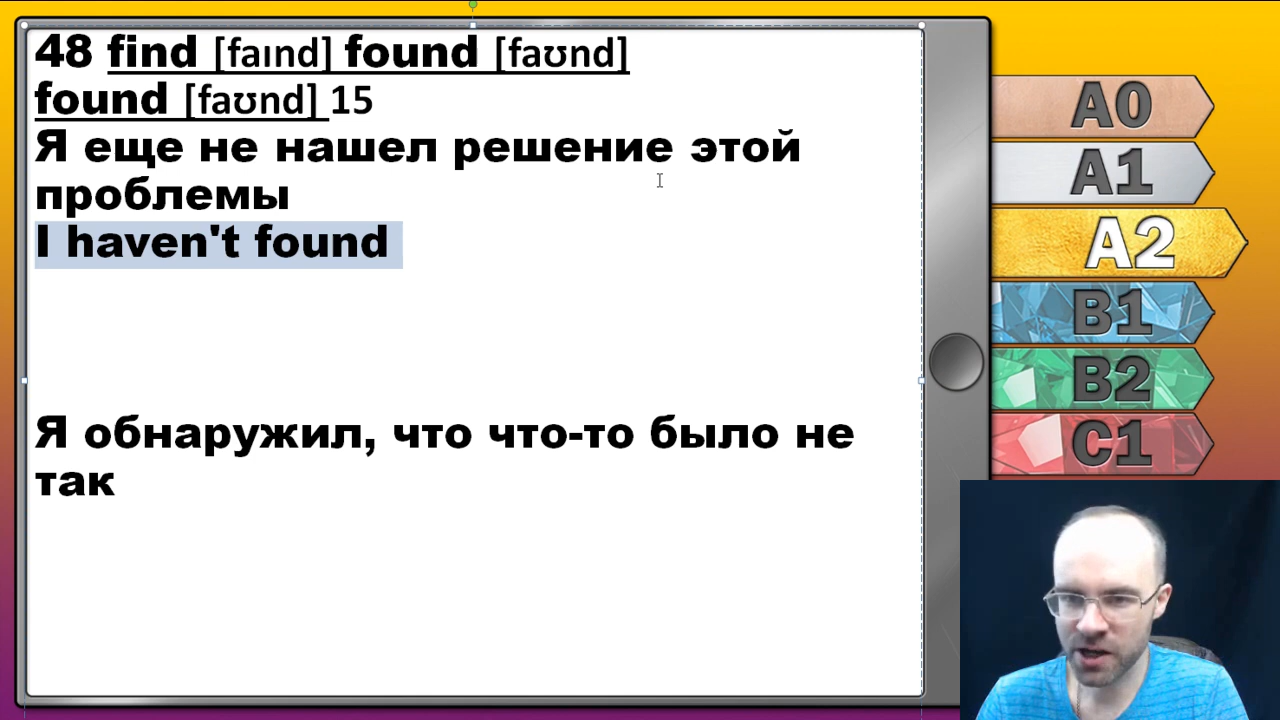 48 find [faɪnd] found [faʊnd]
found [faʊnd] 15
Я еще не нашел решение этой
проблемы
I haven't found
Я обнаружил, что что-то было не
так
A0
A1
A2
B1
B2
C1